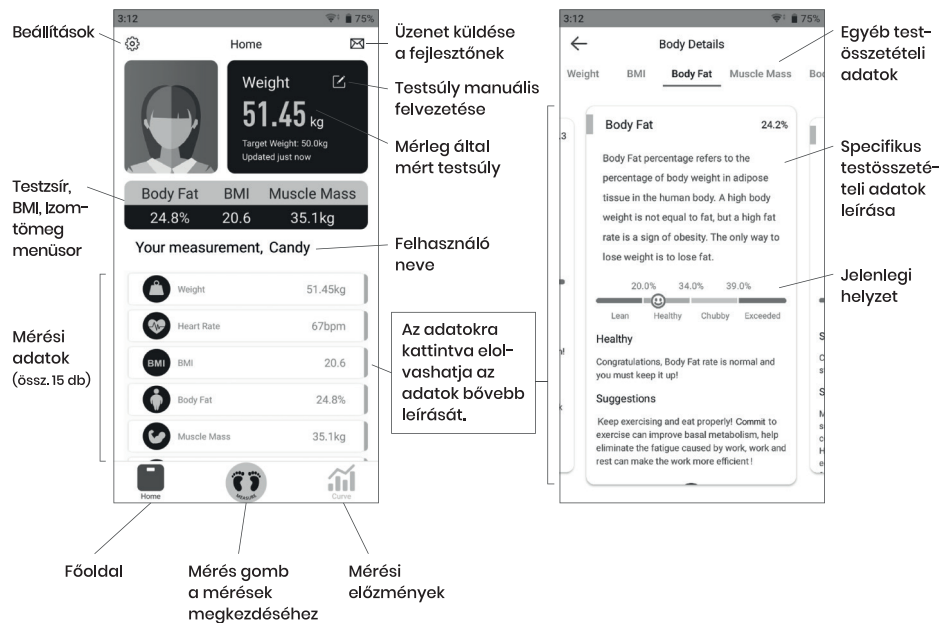 Beállítások
Testzsír,
BMI, Izom-
tömeg
menüsor
Mérési
adatok
(össz. 15 db)
3:12
75%
Home
Weight
51.45 kg
Target Weight: 50.0kg
Updated just now
Body Fat BMI Muscle Mass
24.8% 20.6 35.1kg
Your measurement, Candy
Weight 51.45kg
Heart Rate 67bpm
BMI BMI 20.6
Body Fat 24.8%
Muscle Mass 35.1kg
Home
MEASURE
Curve
Üzenet küldése
a fejlesztőnek
Testsúly manuális
felvezetése
Mérleg által
mért testsúly
Felhasználó
neve
Az adatokra
kattintva elol-
vashatja az
adatok bővebb
leírását.
Főoldal
Mérés gomb
a mérések
megkezdéséhez
Mérési
előzmények
3:12
75%
Body Details
Weight BMI Body Fat Muscle Mass
Body Fat 24.2%
Body Fat percentage refers to the
percentage of body weight in adipose
tissue in the human body. A high body
weight is not equal to fat, but a high fat
rate is a sign of obesity. The only way to
lose weight is to lose fat.
20.0% 34.0% 39.0%
Lean Healthy Chubby Exceeded
Healthy
Congratulations, Body Fat rate is normal and
you must keep it up!
Suggestions
Keep exercising and eat properly! Commit to
exercise can improve basal metabolism, help
eliminate the fatigue caused by work, work and
rest can make the work more efficient !
Egyéb test-
összetételi
adatok
Specifikus
testösszeté-
teli adatok
leírása
Jelenlegi
helyzet